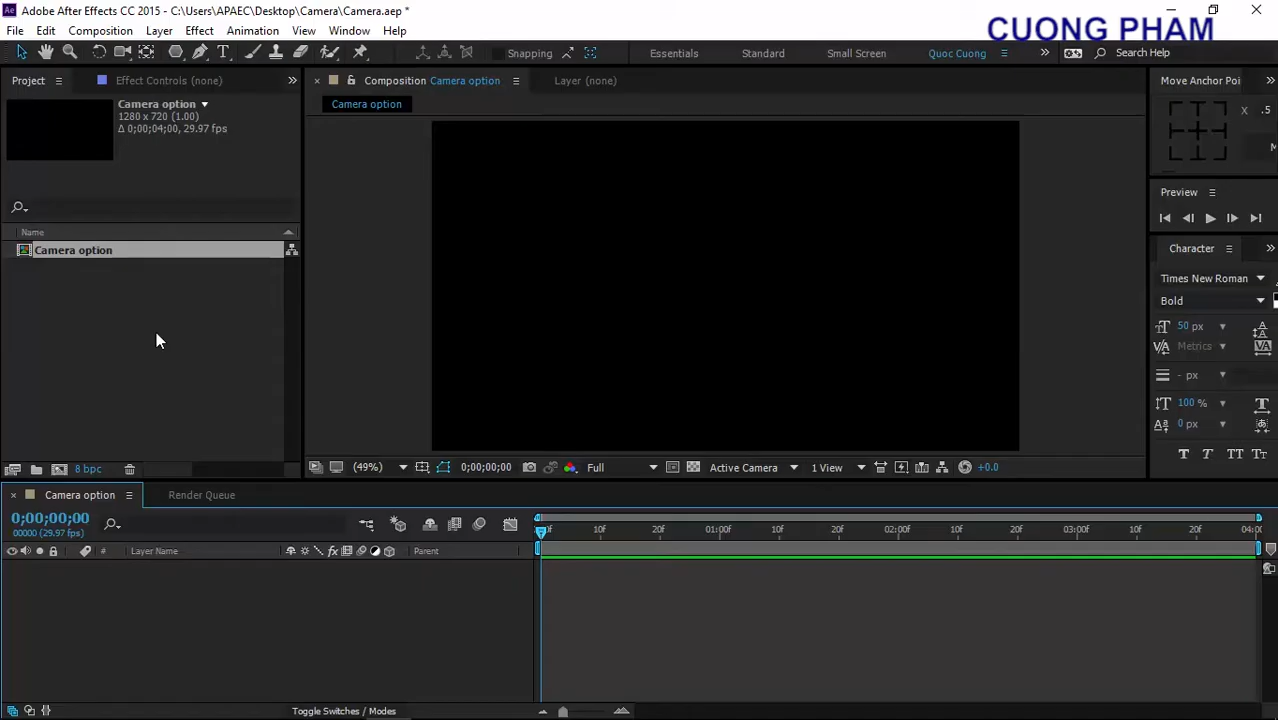 Adobe After Effects CC 2015 - C:\Users\APAEC\Desktop\Camera\Camera.aep *
CUONG PHAM
File Edit Composition Layer Effect Animation View Window Help
Snapping Essentials Standard Small Screen Quoc Cuong Search Help
Project Effect Controls (none) Composition Camera option Layer (none) Move Anchor Poi
Camera option
1280 x 720 (1.00)
Δ 0;00;04;00, 29.97 fps
Camera option
X .5
Preview
Name
Camera option
Character
Times New Roman
Bold
50 px
Metrics
- px
100 %
0 px
8 bpc
(49%) 0;00;00;00 Full Active Camera 1 View +0.0
Camera option Render Queue
0;00;00;00
00000 (29.97 fps)
10f 20f 01:00f 10f 20f 02:00f 10f 20f 03:00f 10f 20f
# Layer Name Parent
Toggle Switches / Modes